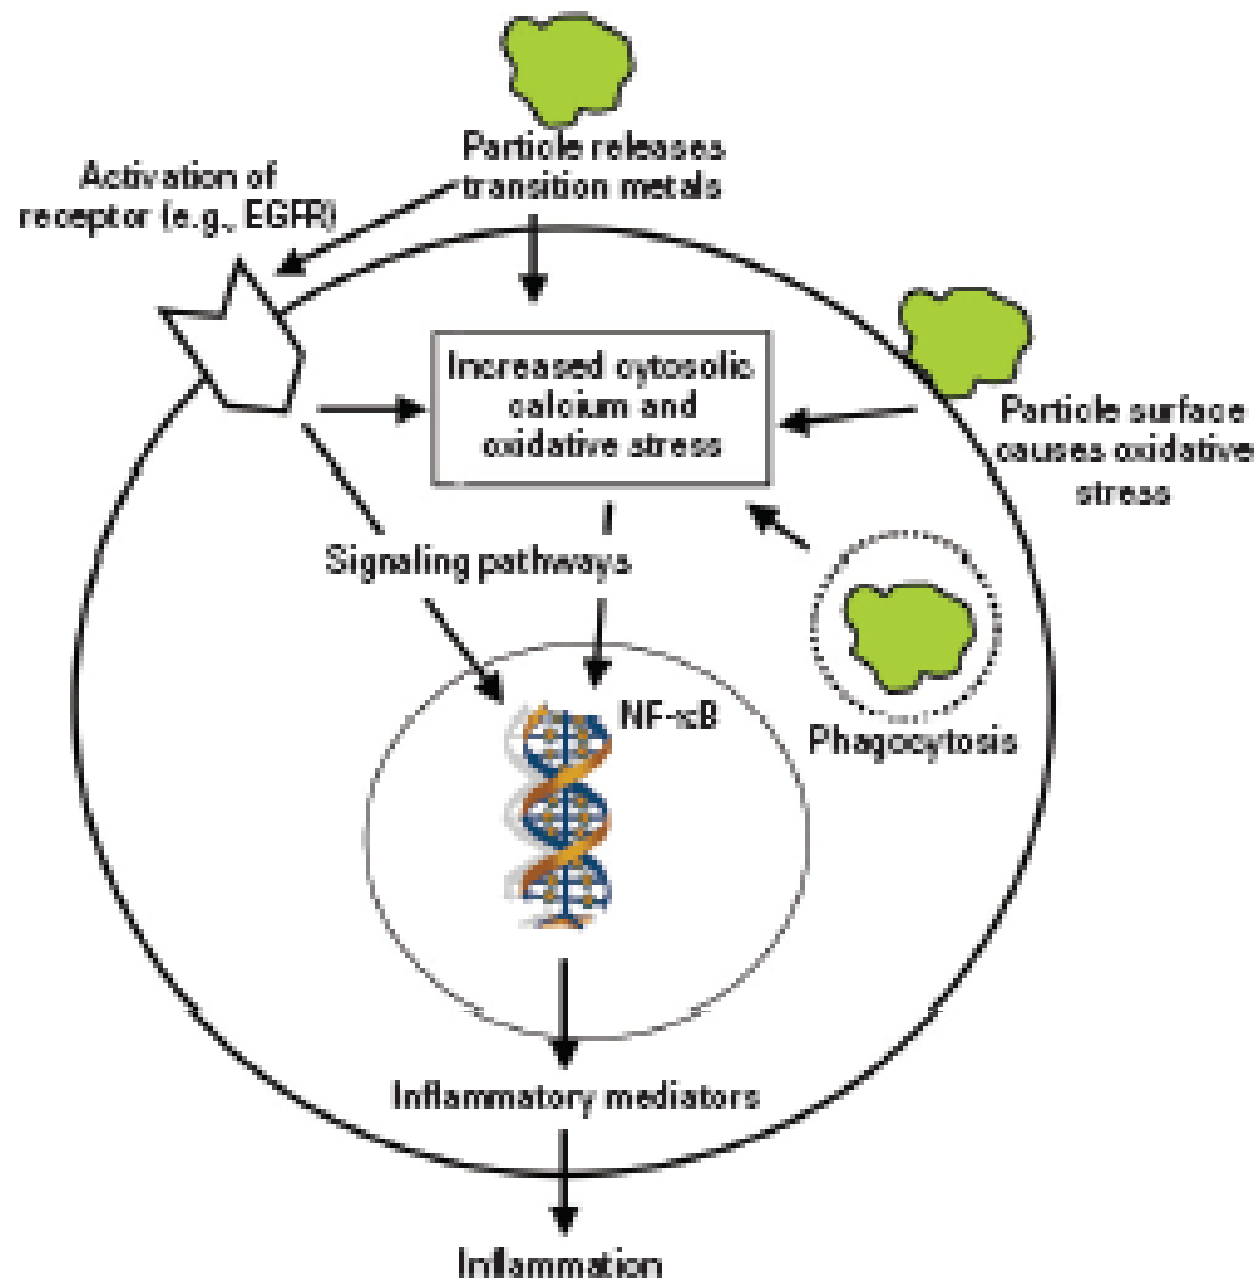 Particle releases
transition metals
Activation of
receptor (e.g., EGFR)
Increased cytosolic
calcium and
oxidative stress
Particle surface
causes oxidative
stress
Signaling pathways
NF-κB
Phagocytosis
Inflammatory mediators
Inflammation